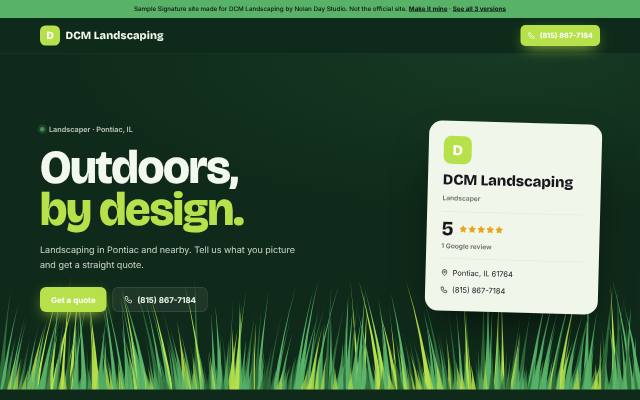 Sample Signature site made for DCM Landscaping by Nolan Day Studio. Not the official site. Make it mine · See all 3 versions
D DCM Landscaping
(815) 867-7184
Landscaper · Pontiac, IL
Outdoors,
by design.
Landscaping in Pontiac and nearby. Tell us what you picture
and get a straight quote.
Get a quote
(815) 867-7184
D
DCM Landscaping
Landscaper
5
1 Google review
Pontiac, IL 61764
(815) 867-7184